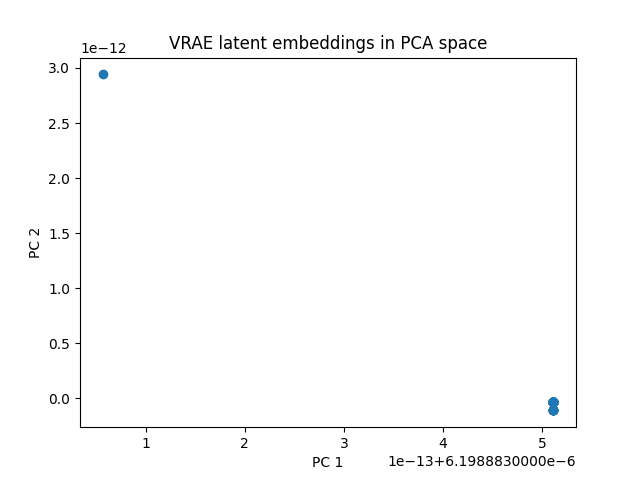 VRAE latent embeddings in PCA space
1e−12
3.0
2.5
2.0
1.5
1.0
0.5
0.0
PC 2
1 2 3 4 5
PC 1
1e−13+6.1988830000e−6